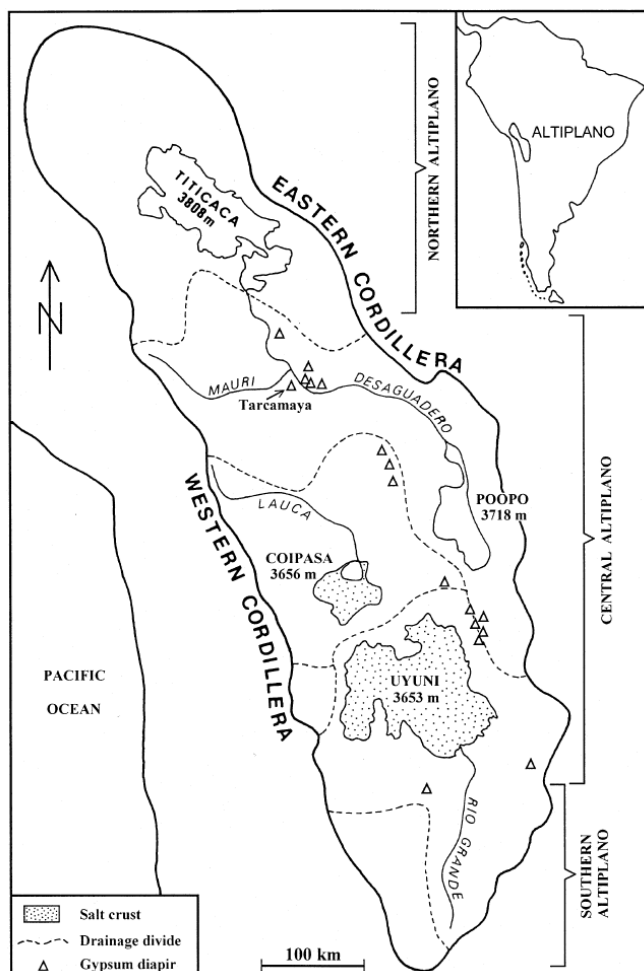 ALTIPLANO
NORTHERN ALTIPLANO
TITICACA
3808 m
EASTERN CORDILLERA
N
MAURI
DESAGUADERO
Tarcamaya
LAUCA
POOPO
3718 m
COIPASA
3656 m
WESTERN CORDILLERA
CENTRAL ALTIPLANO
UYUNI
3653 m
PACIFIC
OCEAN
RIO GRANDE
SOUTHERN
ALTIPLANO
Salt crust
Drainage divide
Gypsum diapir
100 km